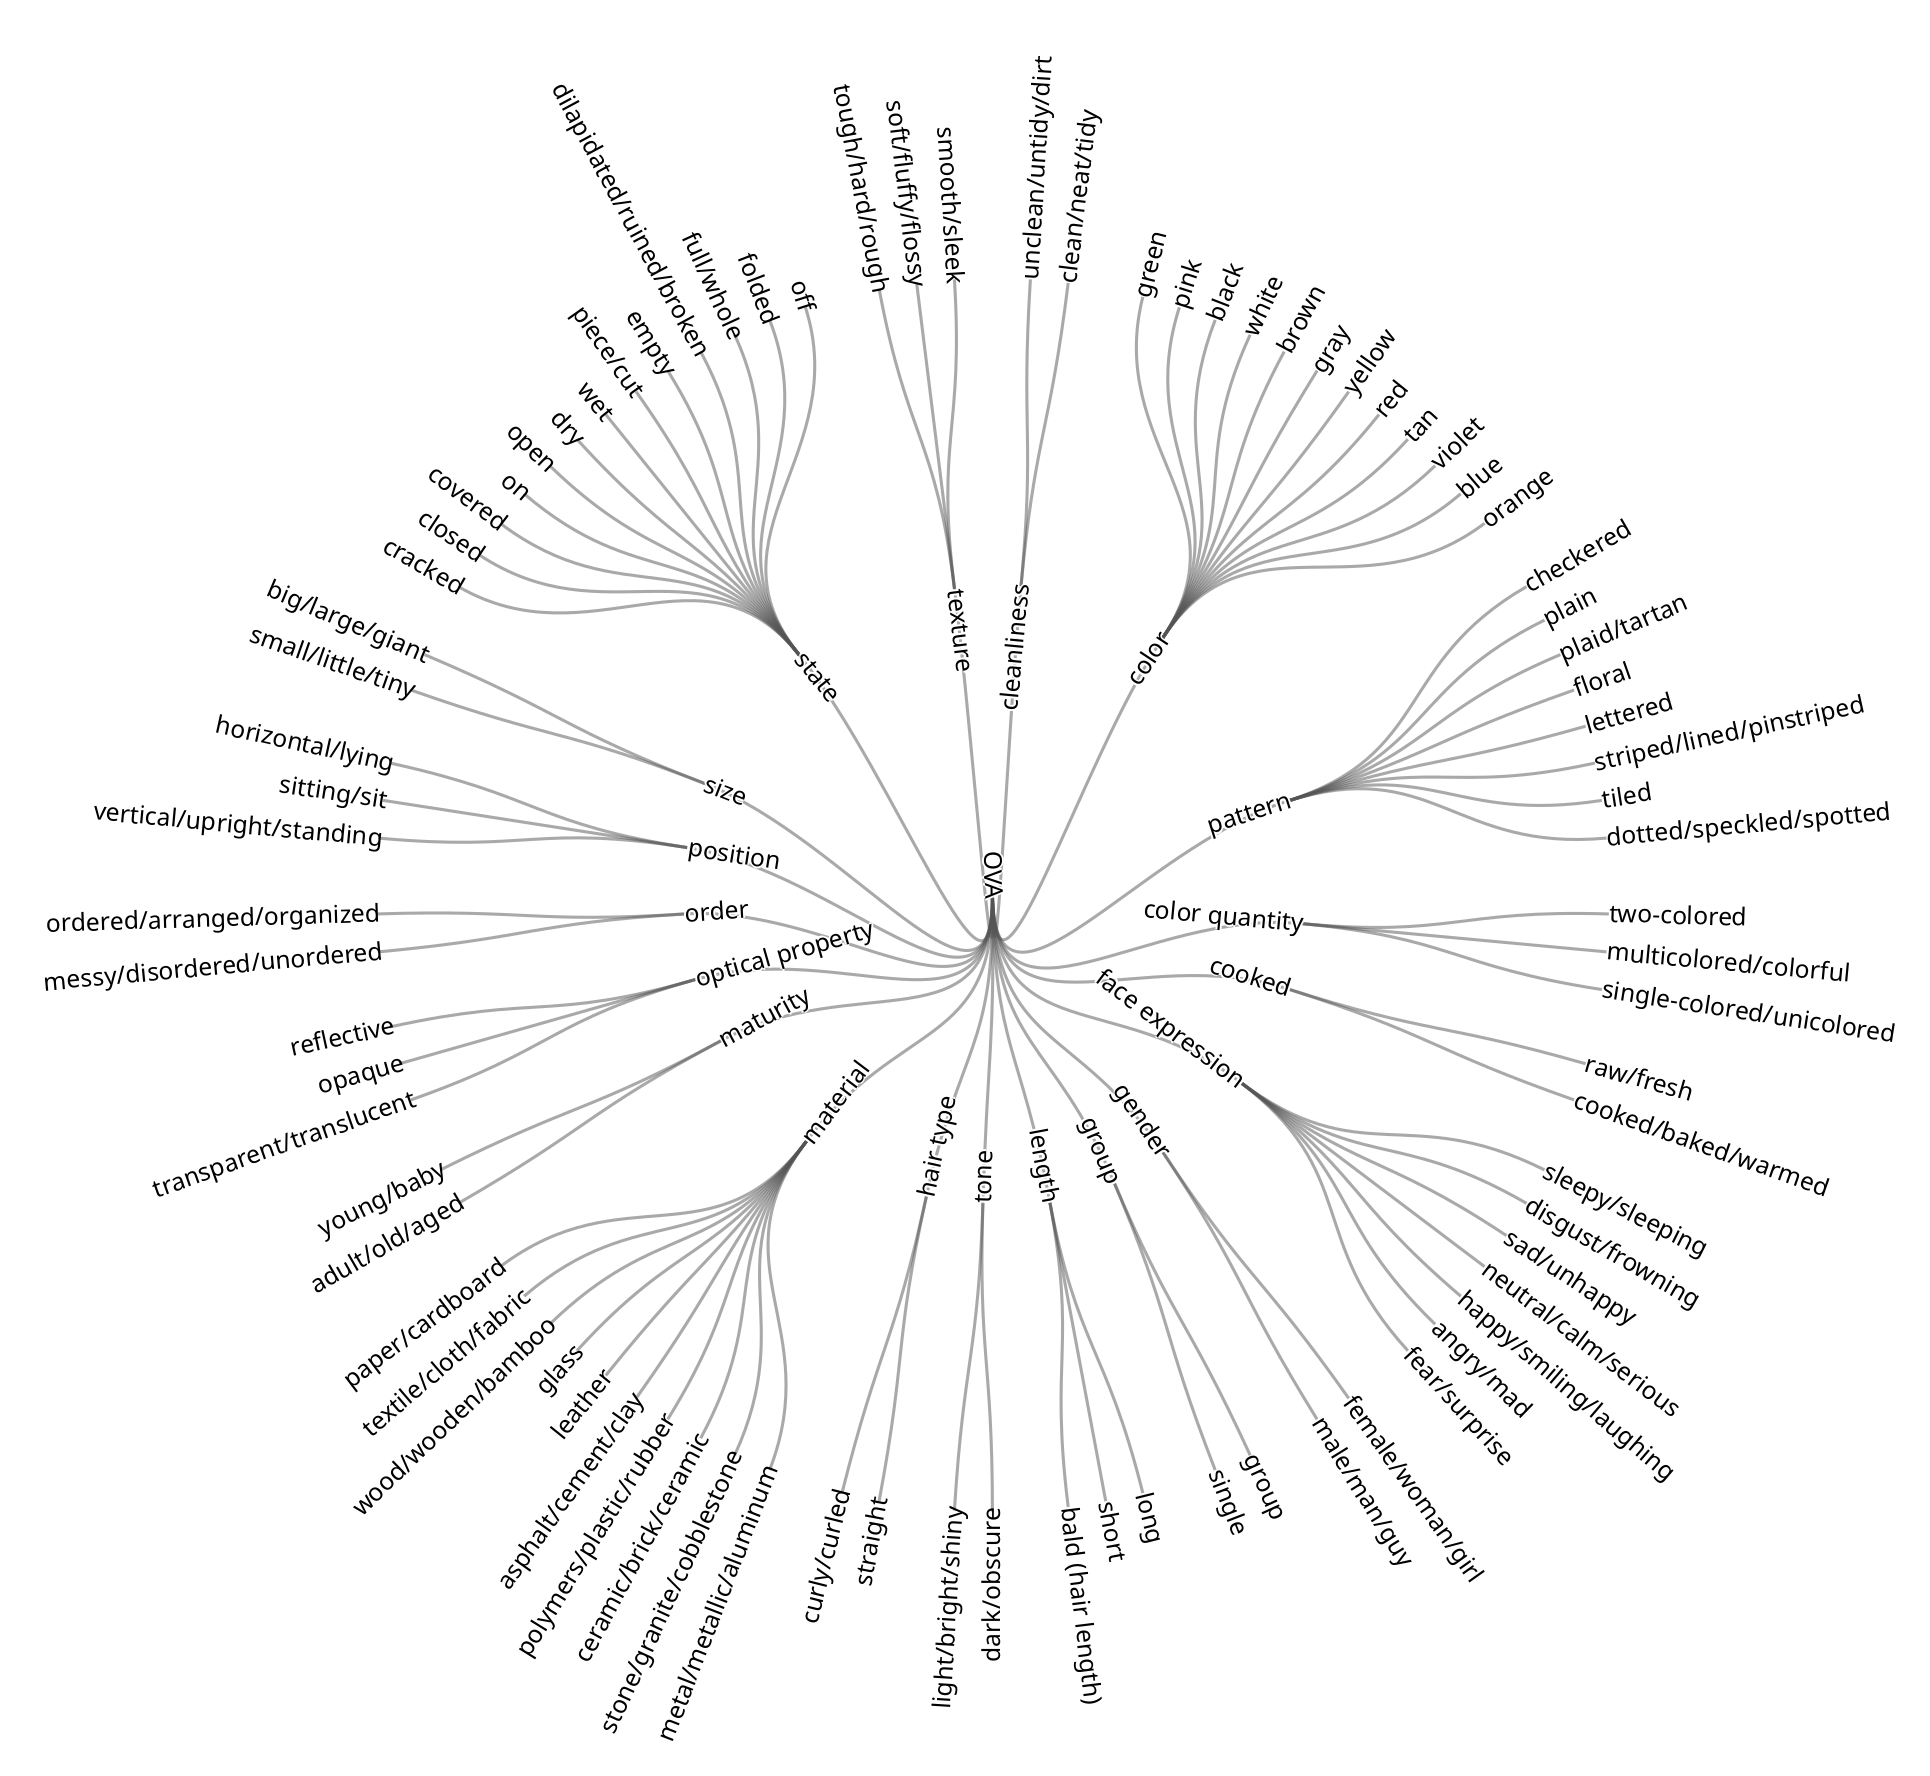 OVA
cleanliness
unclean/untidy/dirt
clean/neat/tidy
color
green
pink
black
white
brown
gray
yellow
red
tan
violet
blue
orange
pattern
checkered
plain
plaid/tartan
floral
lettered
striped/lined/pinstriped
tiled
dotted/speckled/spotted
color quantity
two-colored
multicolored/colorful
single-colored/unicolored
cooked
raw/fresh
cooked/baked/warmed
face expression
sleepy/sleeping
disgust/frowning
sad/unhappy
neutral/calm/serious
happy/smiling/laughing
angry/mad
fear/surprise
gender
female/woman/girl
male/man/guy
group
group
single
length
long
short
bald (hair length)
tone
dark/obscure
light/bright/shiny
hair type
straight
curly/curled
material
metal/metallic/aluminum
stone/granite/cobblestone
ceramic/brick/ceramic
polymers/plastic/rubber
asphalt/cement/clay
leather
glass
wood/wooden/bamboo
textile/cloth/fabric
paper/cardboard
maturity
adult/old/aged
young/baby
optical property
transparent/translucent
opaque
reflective
order
messy/disordered/unordered
ordered/arranged/organized
position
vertical/upright/standing
sitting/sit
horizontal/lying
size
small/little/tiny
big/large/giant
state
cracked
closed
covered
on
open
dry
wet
piece/cut
empty
dilapidated/ruined/broken
full/whole
folded
off
texture
tough/hard/rough
soft/fluffy/flossy
smooth/sleek